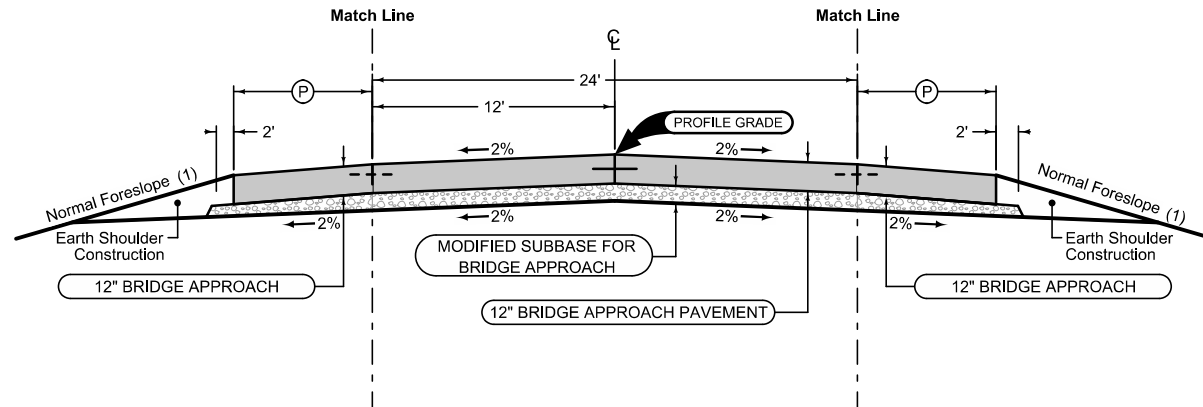 Match Line
Match Line
℄
24'
P
P
12'
PROFILE GRADE
2'
2'
2%
2%
Normal Foreslope (1)
Normal Foreslope (1)
2%
2%
2%
2%
Earth Shoulder
Construction
Earth Shoulder
Construction
MODIFIED SUBBASE FOR
BRIDGE APPROACH
12" BRIDGE APPROACH
12" BRIDGE APPROACH
12" BRIDGE APPROACH PAVEMENT